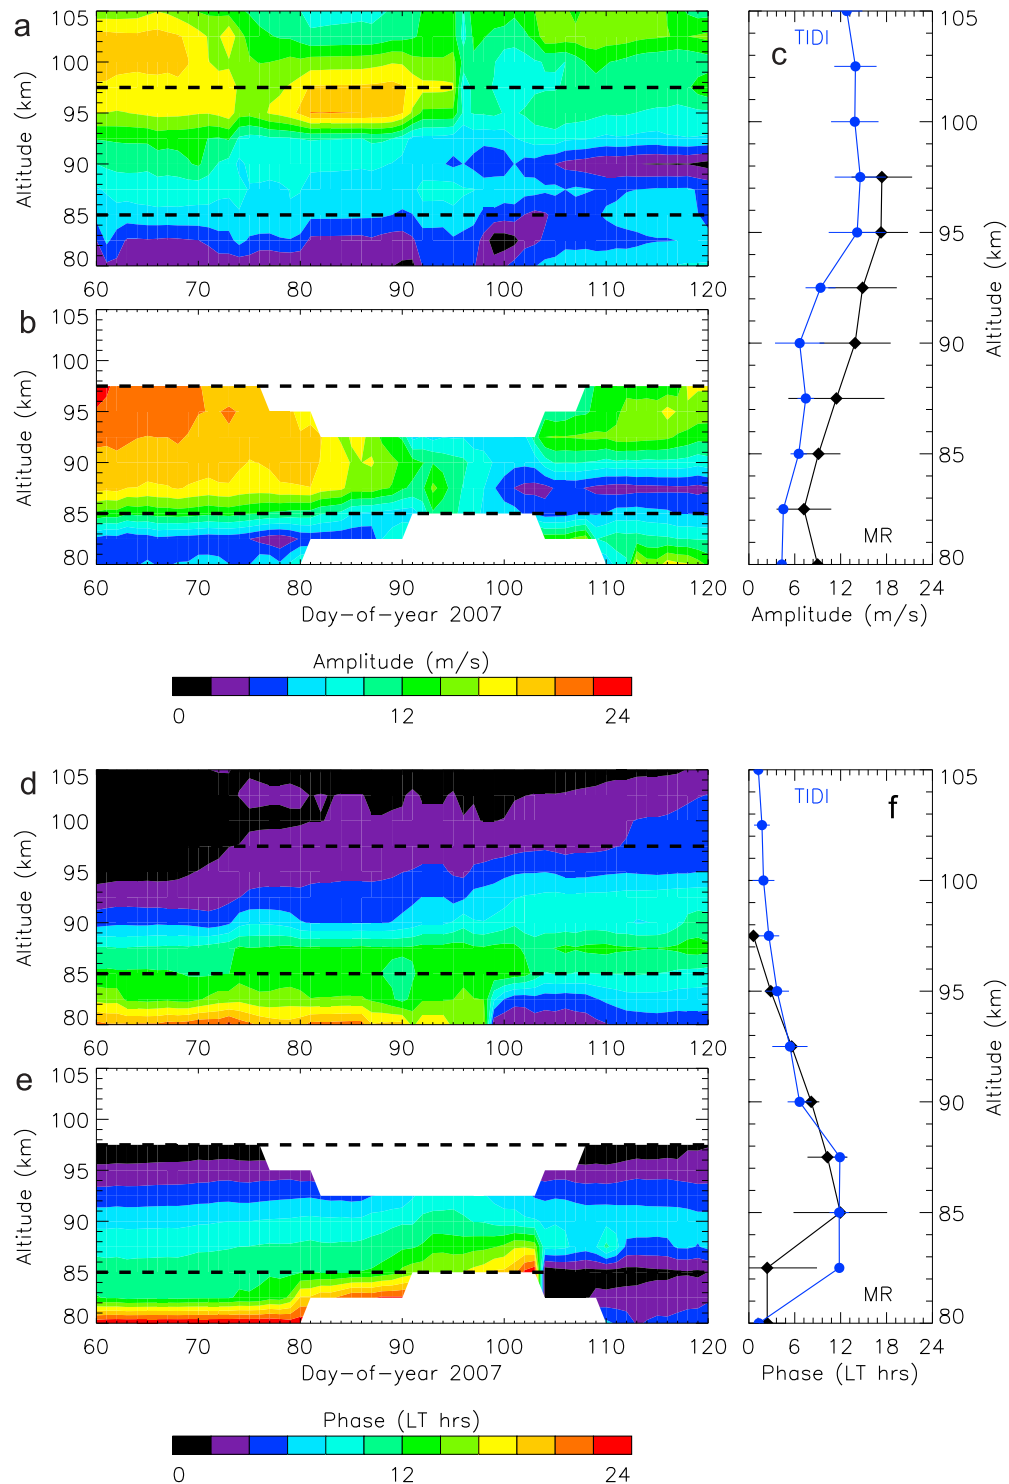 a
105
100
95
90
85
80
Altitude (km)
60 70 80 90 100 110 120
b
105
100
95
90
85
80
Altitude (km)
60 70 80 90 100 110 120
Day-of-year 2007
c
TIDI
MR
105
100
95
90
85
80
Altitude (km)
0 6 12 18 24
Amplitude (m/s)
Amplitude (m/s)
0 12 24
d
105
100
95
90
85
80
Altitude (km)
60 70 80 90 100 110 120
e
105
100
95
90
85
80
Altitude (km)
60 70 80 90 100 110 120
Day-of-year 2007
f
TIDI
MR
105
100
95
90
85
80
Altitude (km)
0 6 12 18 24
Phase (LT hrs)
Phase (LT hrs)
0 12 24